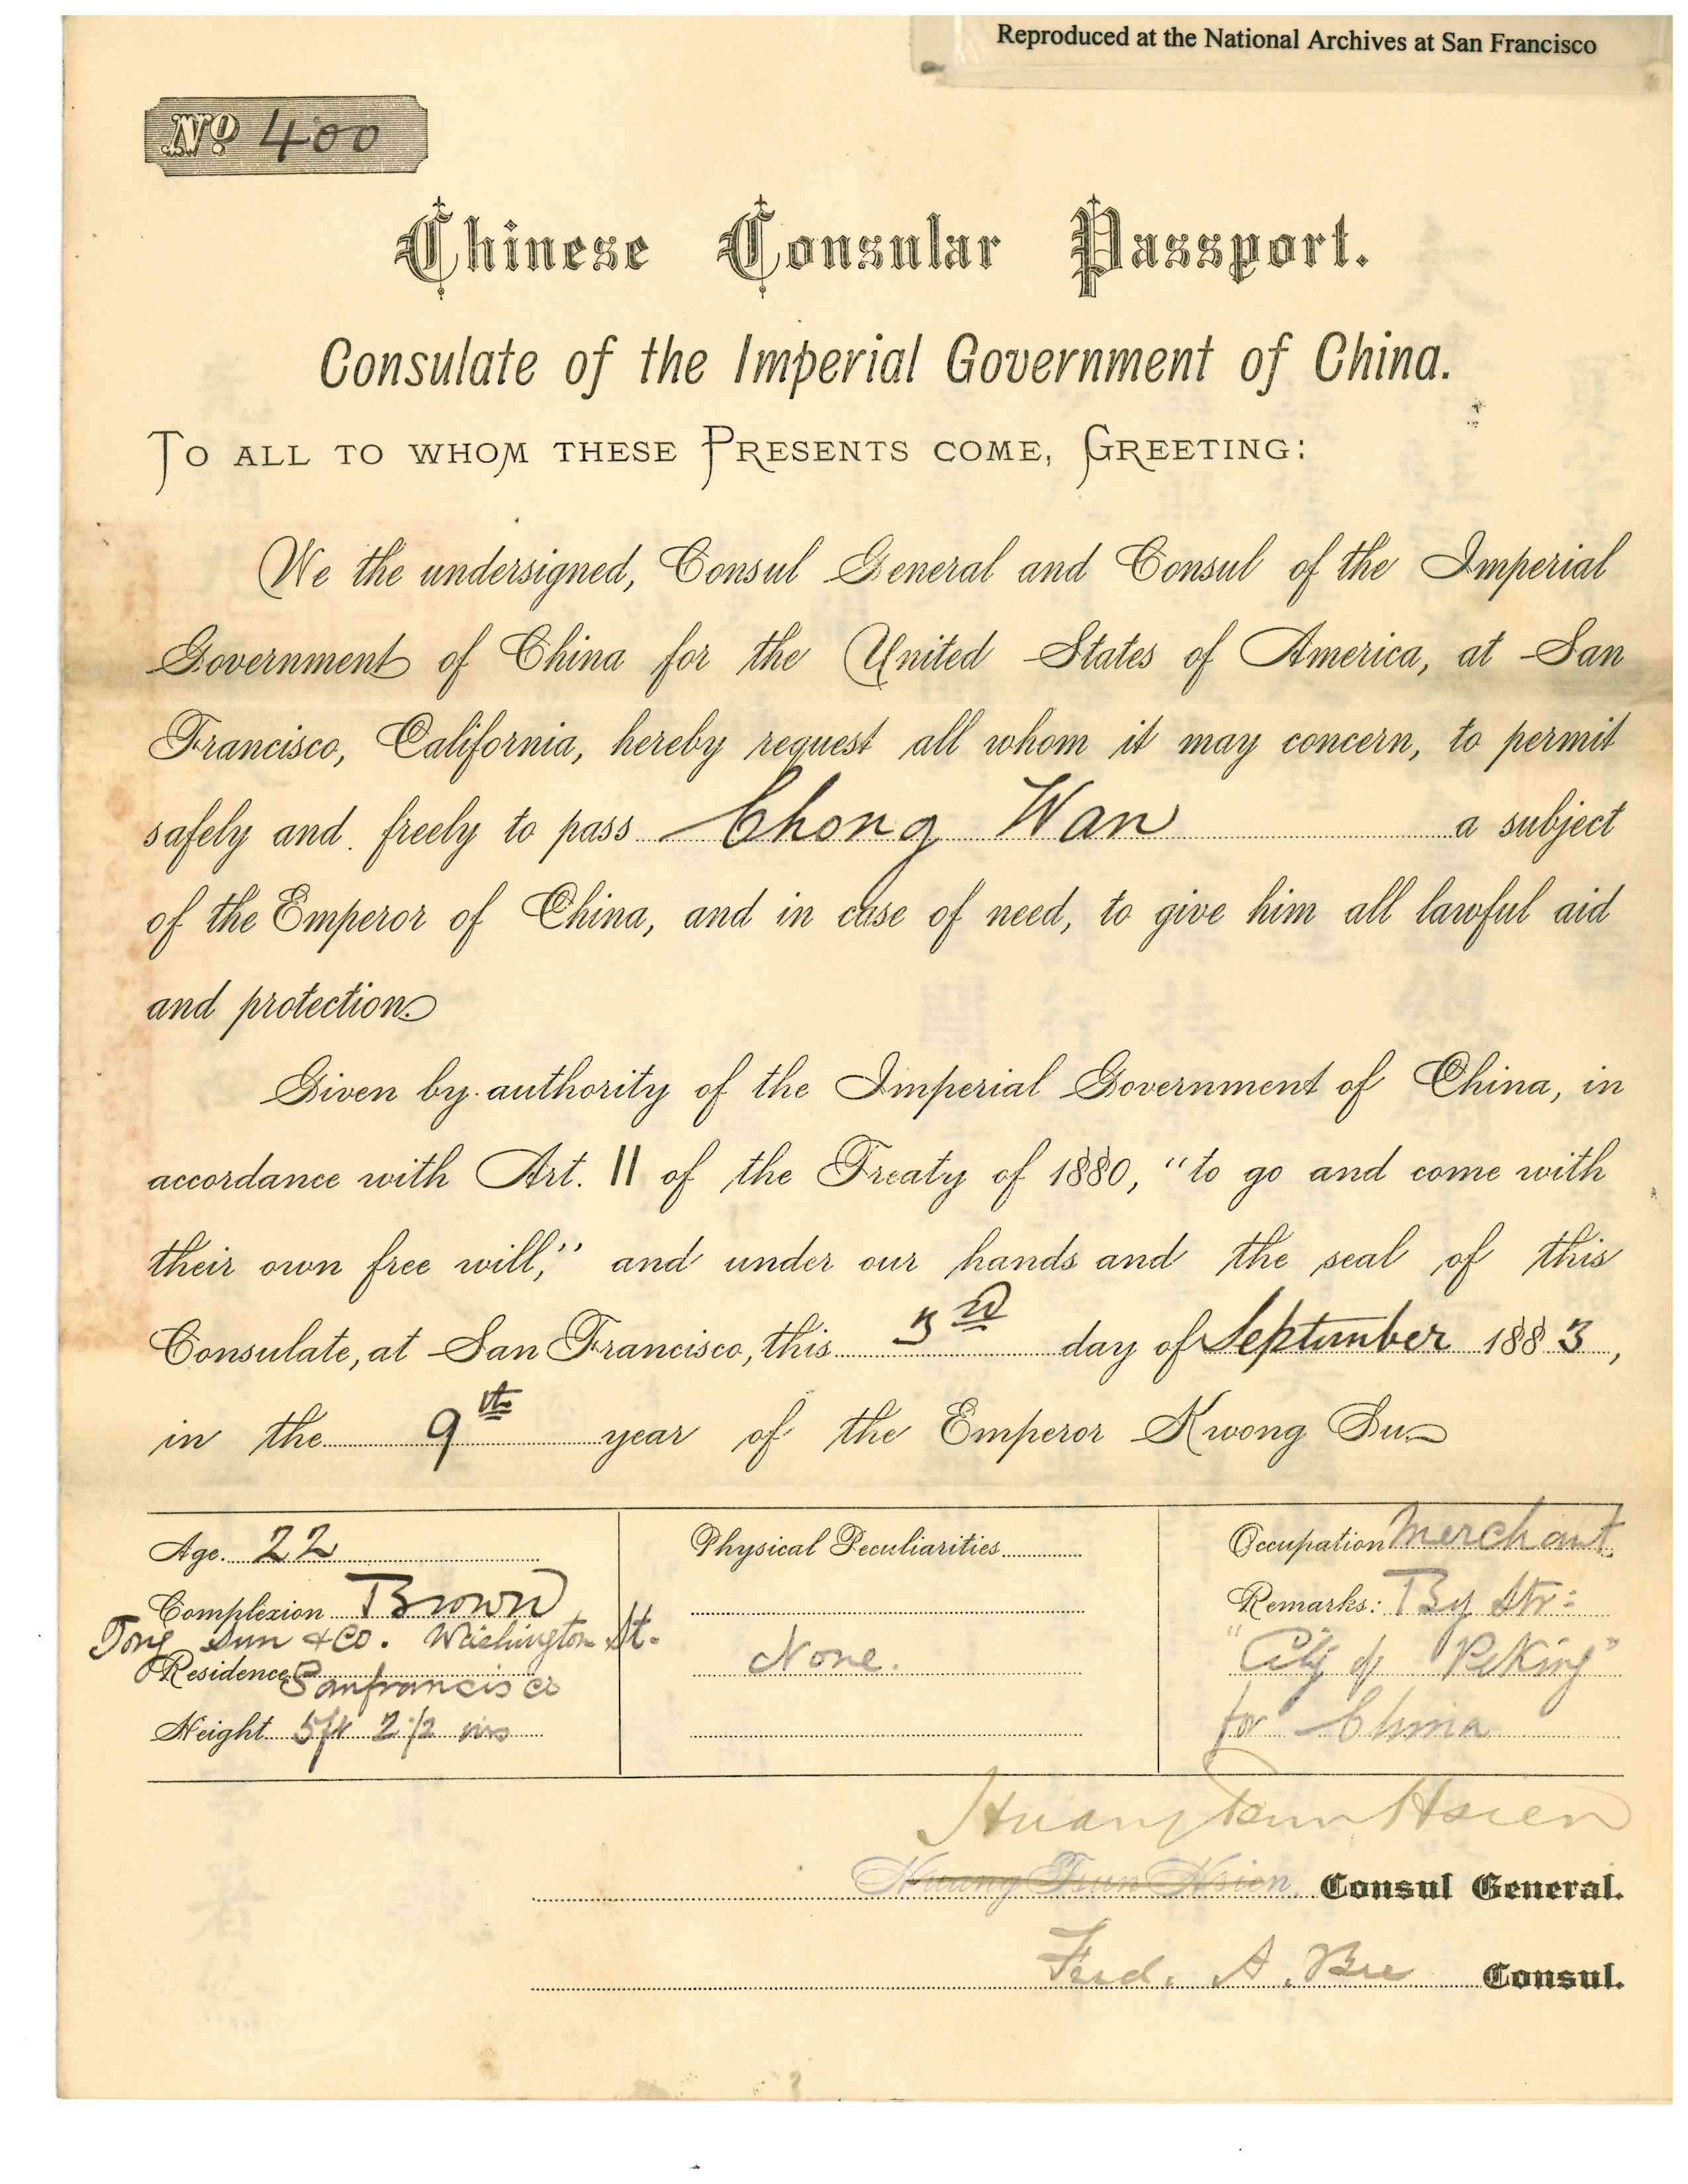 Reproduced at the National Archives at San Francisco
No 400
Chinese Consular Passport.
Consulate of the Imperial Government of China.
To all to whom these Presents come, Greeting:
We the undersigned, Consul General and Consul of the Imperial
Government of China for the United States of America, at San
Francisco, California, hereby request all whom it may concern, to permit
safely and freely to pass Chong Wan a subject
of the Emperor of China, and in case of need, to give him all lawful aid
and protection.
Given by authority of the Imperial Government of China, in
accordance with Art. II of the Treaty of 1880, "to go and come with
their own free will," and under our hands and the seal of this
Consulate, at San Francisco, this 3rd day of September 1883,
in the 9th year of the Emperor Kwong Su.
Age 22
Complexion Brown
Tong Sun & Co. Washington St.
Residence Sanfrancisco
Height 5ft 2 1/2 ins
Physical Peculiarities
None.
Occupation Merchant.
Remarks: By Str:
"City of Peking"
for China
Huang Tsun Hsien
Huang Tsun Hsien Consul General.
Fred. A. Bee Consul.